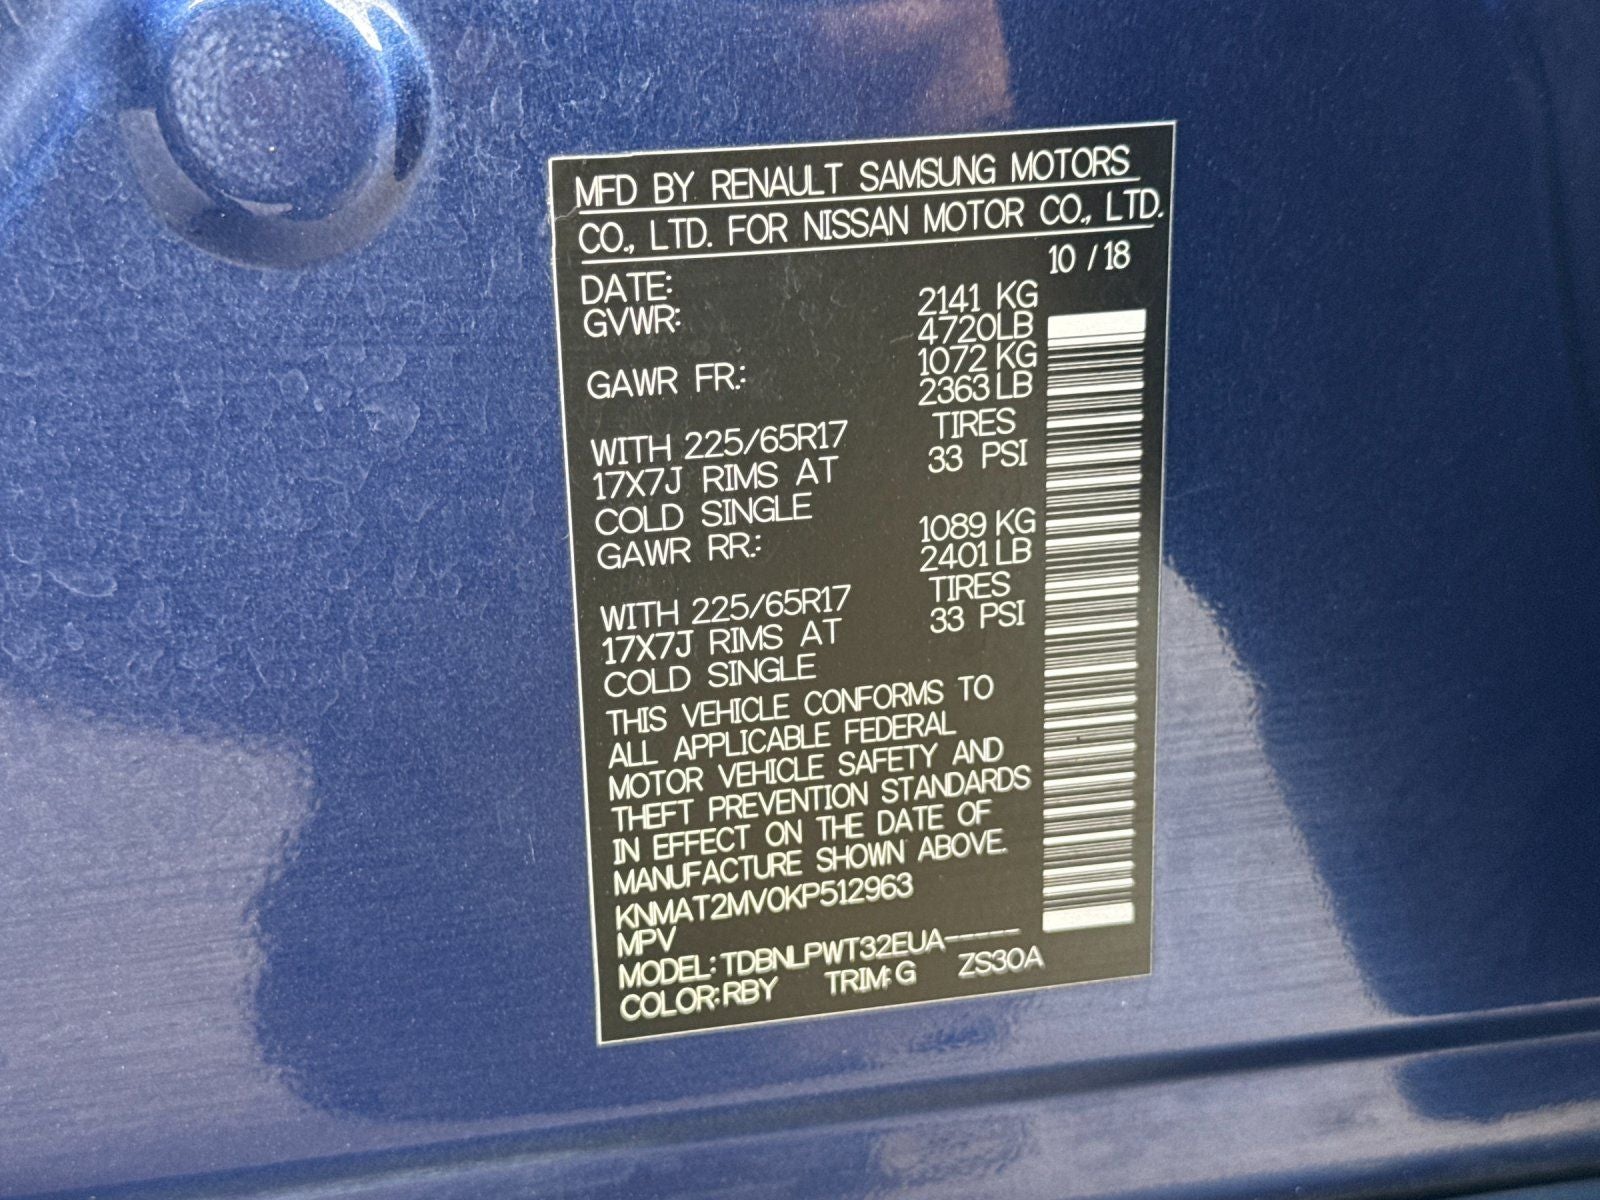 MFD BY RENAULT SAMSUNG MOTORS
CO., LTD. FOR NISSAN MOTOR CO., LTD.
DATE: 10 / 18
GVWR: 2141 KG
4720LB
GAWR FR.: 1072 KG
2363 LB
WITH 225/65R17 TIRES
17X7J RIMS AT 33 PSI
COLD SINGLE
GAWR RR.: 1089 KG
2401 LB
WITH 225/65R17 TIRES
17X7J RIMS AT 33 PSI
COLD SINGLE
THIS VEHICLE CONFORMS TO
ALL APPLICABLE FEDERAL
MOTOR VEHICLE SAFETY AND
THEFT PREVENTION STANDARDS
IN EFFECT ON THE DATE OF
MANUFACTURE SHOWN ABOVE.
KNMAT2MV0KP512963
MPV
MODEL: TDBNLPWT32EUA-----
COLOR: RBY TRIM: G ZS30A